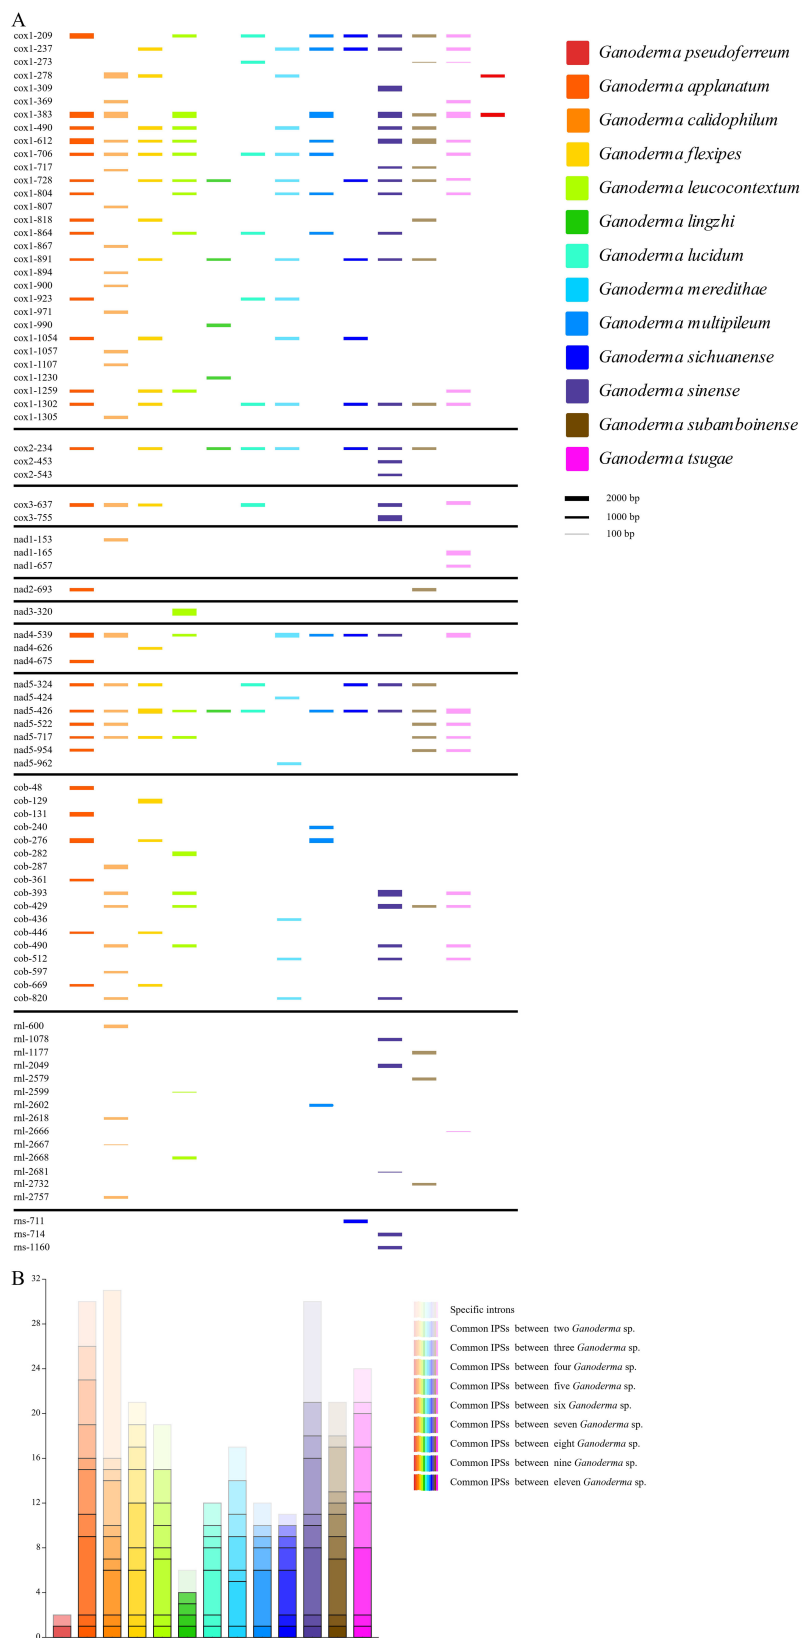 A
cox1-209
cox1-237
cox1-273
cox1-278
cox1-309
cox1-369
cox1-383
cox1-490
cox1-612
cox1-706
cox1-717
cox1-728
cox1-804
cox1-807
cox1-818
cox1-864
cox1-867
cox1-891
cox1-894
cox1-900
cox1-923
cox1-971
cox1-990
cox1-1054
cox1-1057
cox1-1107
cox1-1230
cox1-1259
cox1-1302
cox1-1305
cox2-234
cox2-453
cox2-543
cox3-637
cox3-755
nad1-153
nad1-165
nad1-657
nad2-693
nad3-320
nad4-539
nad4-626
nad4-675
nad5-324
nad5-424
nad5-426
nad5-522
nad5-717
nad5-954
nad5-962
cob-48
cob-129
cob-131
cob-240
cob-276
cob-282
cob-287
cob-361
cob-393
cob-429
cob-436
cob-446
cob-490
cob-512
cob-597
cob-669
cob-820
rnl-600
rnl-1078
rnl-1177
rnl-2049
rnl-2579
rnl-2599
rnl-2602
rnl-2618
rnl-2666
rnl-2667
rnl-2668
rnl-2681
rnl-2732
rnl-2757
rns-711
rns-714
rns-1160
Ganoderma pseudoferreum
Ganoderma applanatum
Ganoderma calidophilum
Ganoderma flexipes
Ganoderma leucocontextum
Ganoderma lingzhi
Ganoderma lucidum
Ganoderma meredithae
Ganoderma multipileum
Ganoderma sichuanense
Ganoderma sinense
Ganoderma subamboinense
Ganoderma tsugae
2000 bp
1000 bp
100 bp
B
32
28
24
20
16
12
8
4
0
Specific introns
Common IPSs between two Ganoderma sp.
Common IPSs between three Ganoderma sp.
Common IPSs between four Ganoderma sp.
Common IPSs between five Ganoderma sp.
Common IPSs between six Ganoderma sp.
Common IPSs between seven Ganoderma sp.
Common IPSs between eight Ganoderma sp.
Common IPSs between nine Ganoderma sp.
Common IPSs between eleven Ganoderma sp.